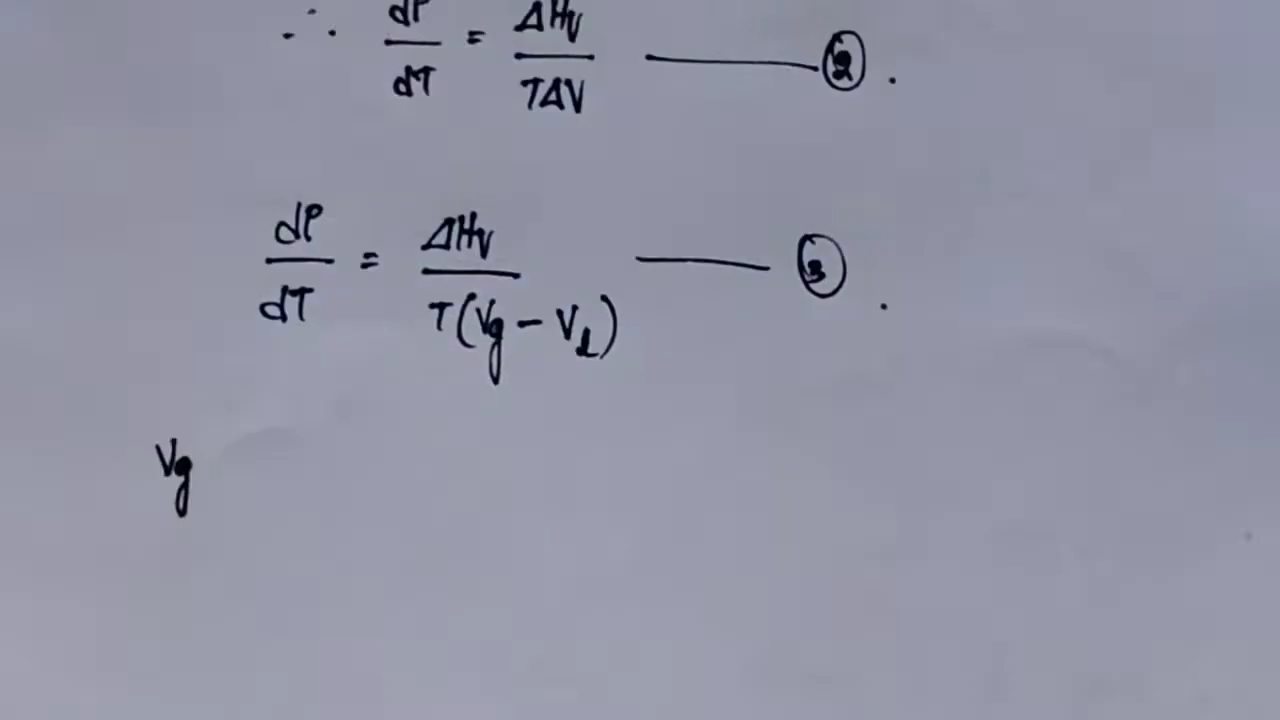 ∴ dP/dT = ΔHv/TΔV ——— ②.
dP/dT = ΔHv/T(Vg – Vl) ——— ③.
Vg